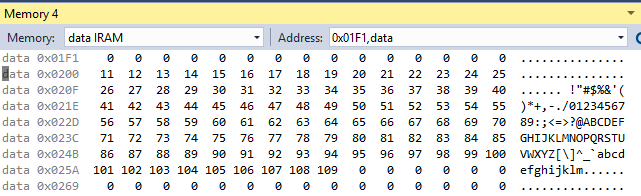 Memory 4
Memory: data IRAM Address: 0x01F1,data
data 0x01F1 0 0 0 0 0 0 0 0 0 0 0 0 0 0 0 ...............
data 0x0200 11 12 13 14 15 16 17 18 19 20 21 22 23 24 25 ...............
data 0x020F 26 27 28 29 30 31 32 33 34 35 36 37 38 39 40 ...... !"#$%&'(
data 0x021E 41 42 43 44 45 46 47 48 49 50 51 52 53 54 55 )*+,-./01234567
data 0x022D 56 57 58 59 60 61 62 63 64 65 66 67 68 69 70 89:;<=>?@ABCDEF
data 0x023C 71 72 73 74 75 76 77 78 79 80 81 82 83 84 85 GHIJKLMNOPQRSTU
data 0x024B 86 87 88 89 90 91 92 93 94 95 96 97 98 99 100 VWXYZ[\]^_`abcd
data 0x025A 101 102 103 104 105 106 107 108 109 0 0 0 0 0 0 efghijklm......
data 0x0269 0 0 0 0 0 0 0 0 0 0 0 0 0 0 0 ...............